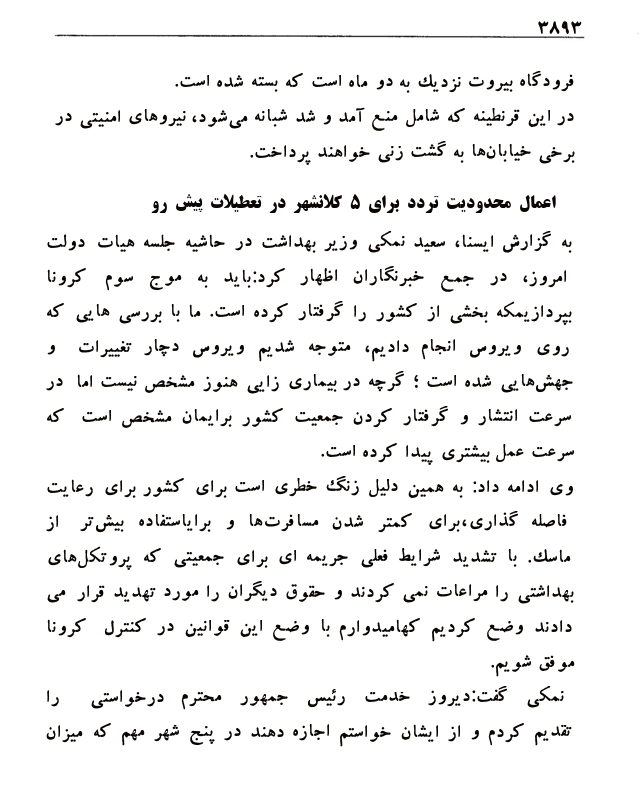 ۳۸۹۳
فرودگاه بیروت نزدیك به دو ماه است که بسته شده است.
در این قرنطینه که شامل منع آمد و شد شبانه می‌شود، نیروهای امنیتی در
برخی خیابان‌ها به گشت زنی خواهند پرداخت.
اعمال محدودیت تردد برای ۵ کلانشهر در تعطیلات پیش رو
به گزارش ایسنا، سعید نمکی وزیر بهداشت در حاشیه جلسه هیات دولت
امروز، در جمع خبرنگاران اظهار کرد:باید به موج سوم کرونا
بپردازیمکه بخشی از کشور را گرفتار کرده است. ما با بررسی هایی که
روی ویروس انجام دادیم، متوجه شدیم ویروس دچار تغییرات و
جهش‌هایی شده است ؛ گرچه در بیماری زایی هنوز مشخص نیست اما در
سرعت انتشار و گرفتار کردن جمعیت کشور برایمان مشخص است که
سرعت عمل بیشتری پیدا کرده است.
وی ادامه داد: به همین دلیل زنگ خطری است برای کشور برای رعایت
فاصله گذاری،برای کمتر شدن مسافرت‌ها و برایاستفاده بیش‌تر از
ماسك. با تشدید شرایط فعلی جریمه ای برای جمعیتی که پروتکل‌های
بهداشتی را مراعات نمی کردند و حقوق دیگران را مورد تهدید قرار می
دادند وضع کردیم کهامیدوارم با وضع این قوانین در کنترل کرونا
موفق شویم.
نمکی گفت:دیروز خدمت رئیس جمهور محترم درخواستی را
تقدیم کردم و از ایشان خواستم اجازه دهند در پنج شهر مهم که میزان